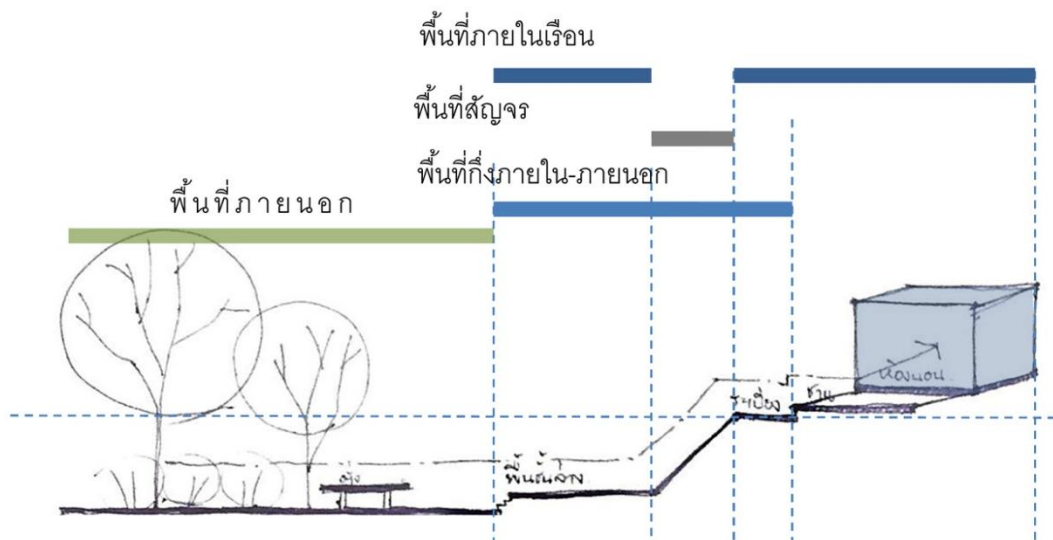 พื้นที่ภายในเรือน
พื้นที่สัญจร
พื้นที่กึ่งภายใน-ภายนอก
พื้นที่ภายนอก
ห้องนอน
ชาน
ระเบียง
พื้นชั้นล่าง